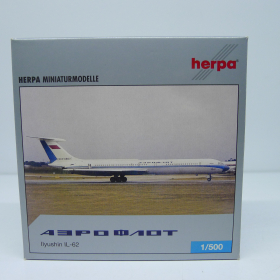 HERPA MINIATURMODELLE
herpa
АЭРОФЛОТ
Ilyushin IL-62
1/500